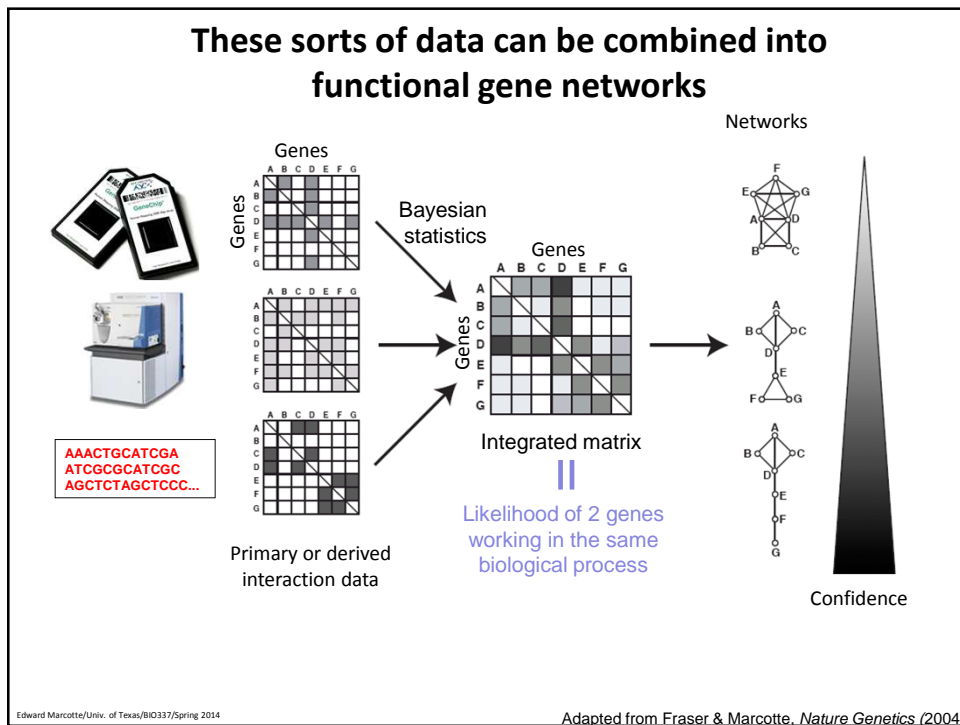 These sorts of data can be combined into
functional gene networks
Networks
Genes
A B C D E F G
Genes
A
B
C
D
E
F
G
GeneChip
GeneChip
A B C D E F G
A
B
C
D
E
F
G
A B C D E F G
A
B
C
D
E
F
G
AAACTGCATCGA
ATCGCGCATCGC
AGCTCTAGCTCCC...
Primary or derived
interaction data
Bayesian
statistics
Genes
A B C D E F G
Genes
A
B
C
D
E
F
G
Integrated matrix
Likelihood of 2 genes
working in the same
biological process
F
E G
A D
B C
A
B C
D
E
F G
A
B C
D
E
F
G
Confidence
Edward Marcotte/Univ. of Texas/BIO337/Spring 2014
Adapted from Fraser & Marcotte, Nature Genetics (2004